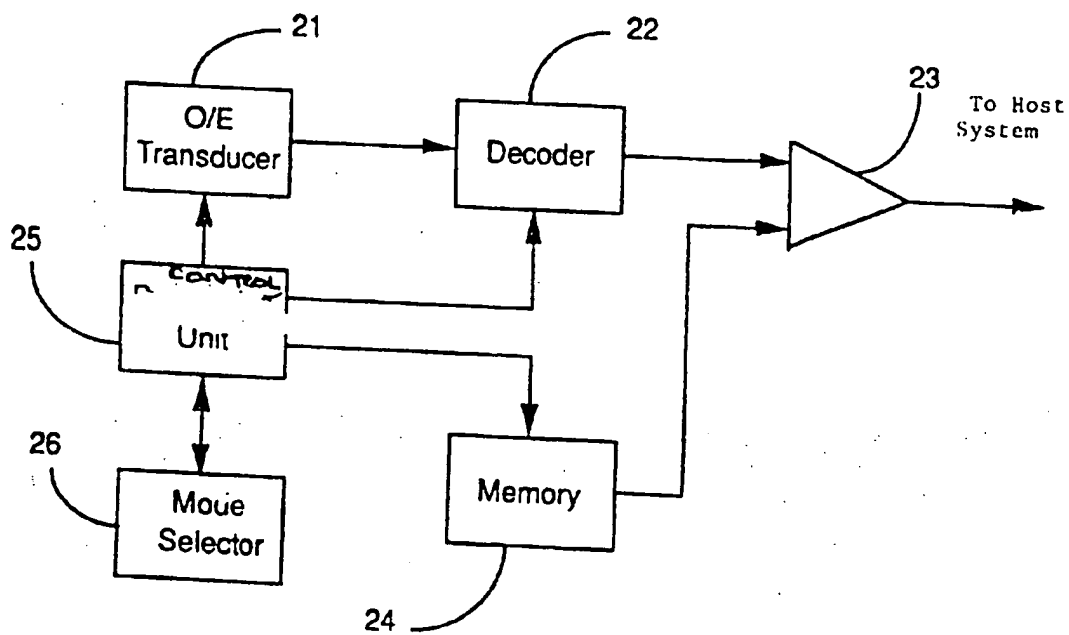 21
22
23
To Host
System
O/E
Transducer
Decoder
25
Control
Unit
26
Moue
Selector
Memory
24